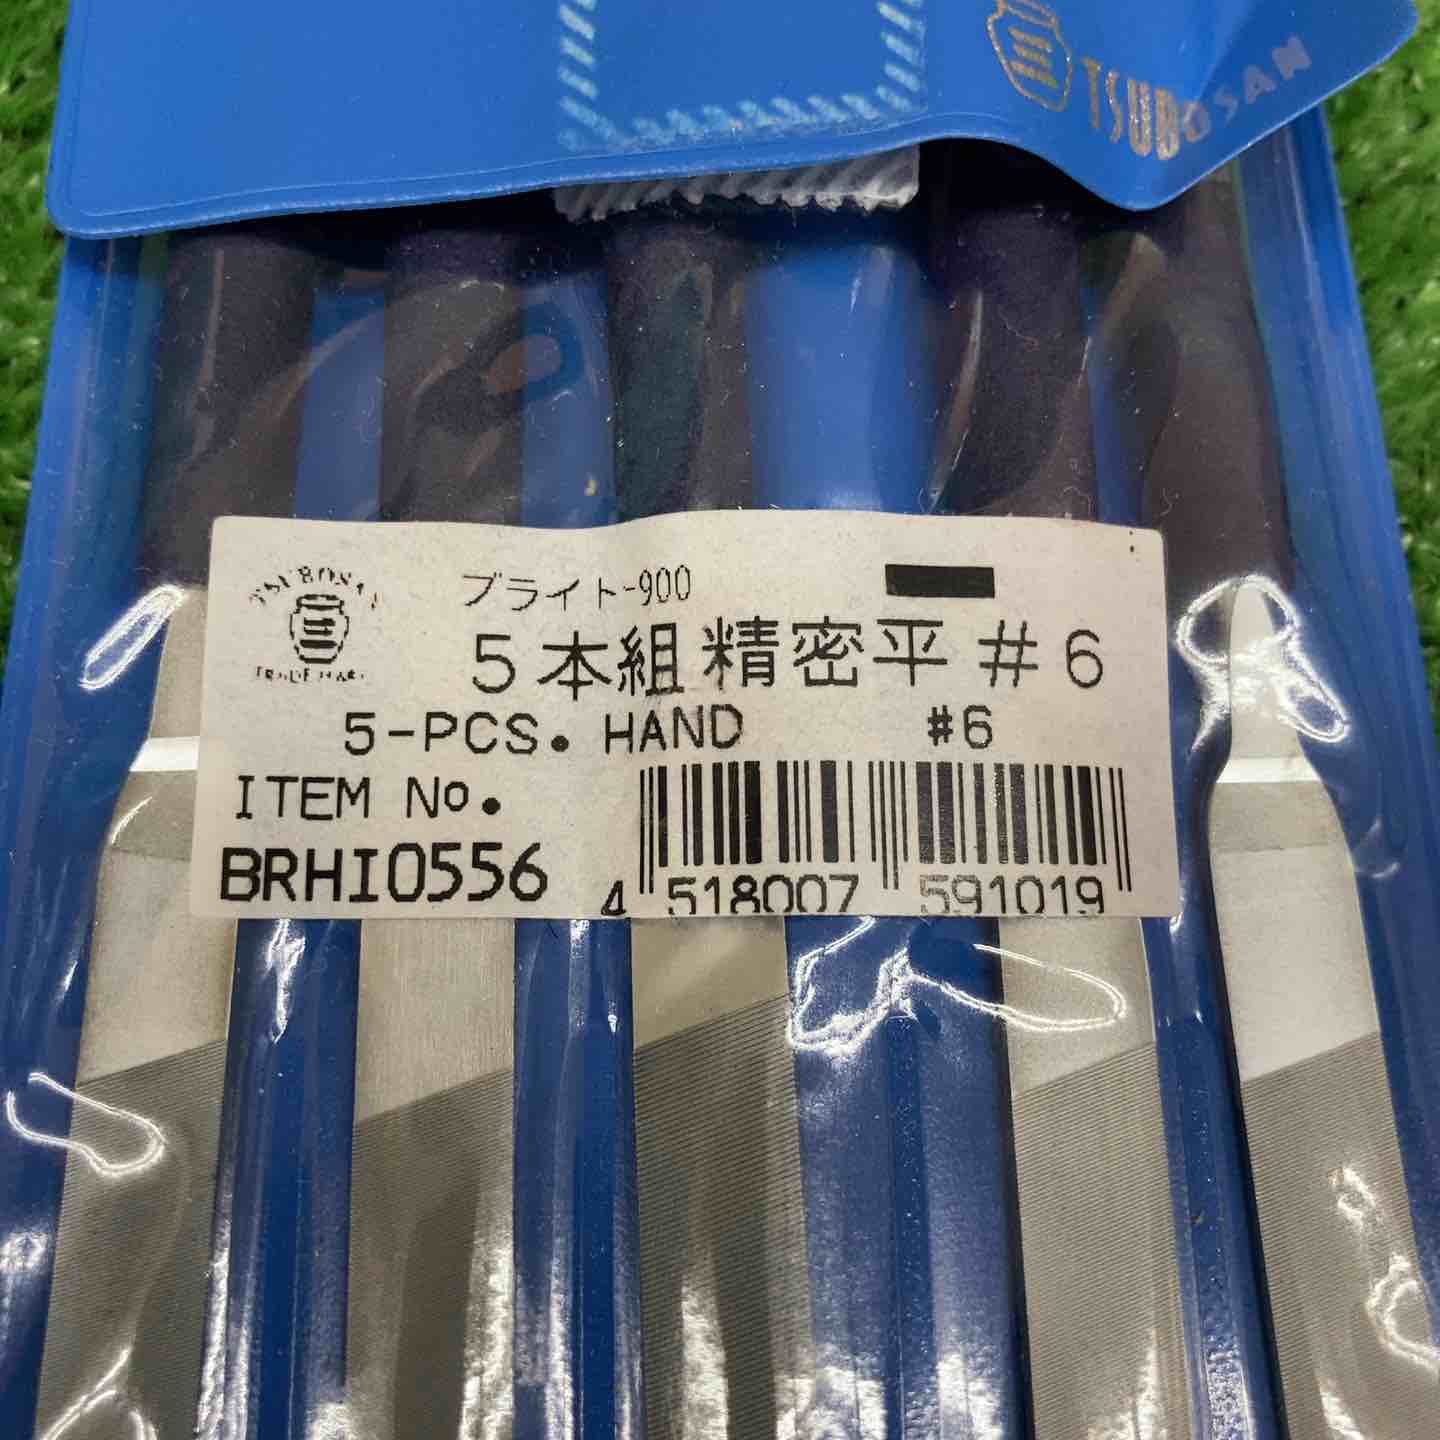 TSUBOSAN
TSUBOSAN
三
TRADE MARK
ブライト-900
5本組精密平#6
5-PCS. HAND #6
ITEM No.
BRHI0556
4 518007 591019